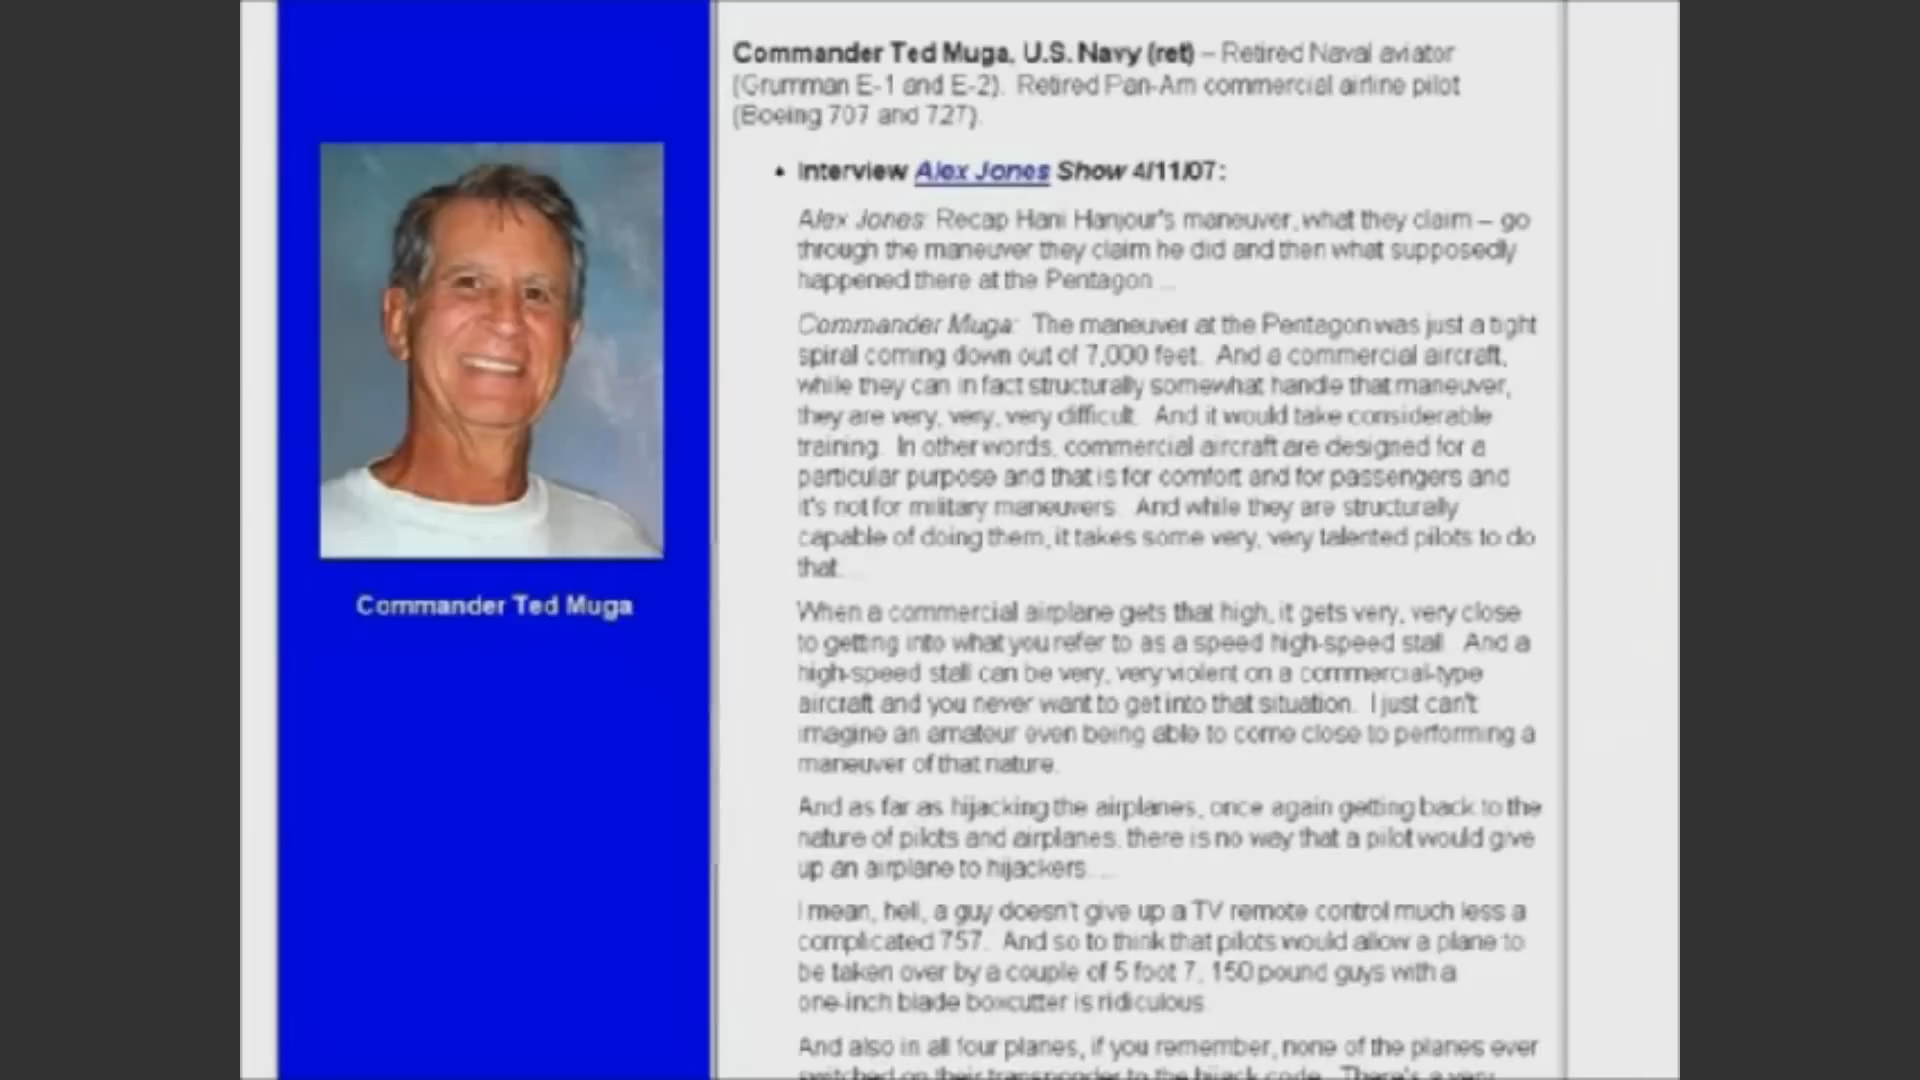 Commander Ted Muga, U.S. Navy (ret) – Retired Naval aviator
(Grumman E-1 and E-2). Retired Pan-Am commercial airline pilot
(Boeing 707 and 727).
• Interview Alex Jones Show 4/11/07:
Alex Jones: Recap Hani Hanjour's maneuver, what they claim – go
through the maneuver they claim he did and then what supposedly
happened there at the Pentagon ...
Commander Muga: The maneuver at the Pentagon was just a tight
spiral coming down out of 7,000 feet. And a commercial aircraft,
while they can in fact structurally somewhat handle that maneuver,
they are very, very, very difficult. And it would take considerable
training. In other words, commercial aircraft are designed for a
particular purpose and that is for comfort and for passengers and
it's not for military maneuvers. And while they are structurally
capable of doing them, it takes some very, very talented pilots to do
that. ...
When a commercial airplane gets that high, it gets very, very close
to getting into what you refer to as a speed high-speed stall. And a
high-speed stall can be very, very violent on a commercial-type
aircraft and you never want to get into that situation. I just can't
imagine an amateur even being able to come close to performing a
maneuver of that nature.
And as far as hijacking the airplanes, once again getting back to the
nature of pilots and airplanes, there is no way that a pilot would give
up an airplane to hijackers. ...
I mean, hell, a guy doesn't give up a TV remote control much less a
complicated 757. And so to think that pilots would allow a plane to
be taken over by a couple of 5 foot 7, 150 pound guys with a
one-inch blade boxcutter is ridiculous.
And also in all four planes, if you remember, none of the planes ever
switched on their transponder to the hijack code. There's a very
Commander Ted Muga